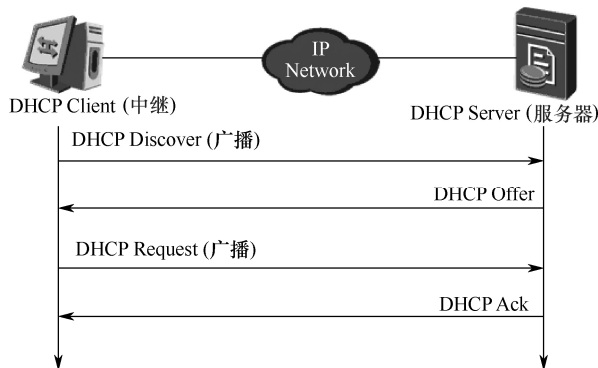 IP
Network
DHCP Client (中继)
DHCP Server (服务器)
DHCP Discover (广播)
DHCP Offer
DHCP Request (广播)
DHCP Ack